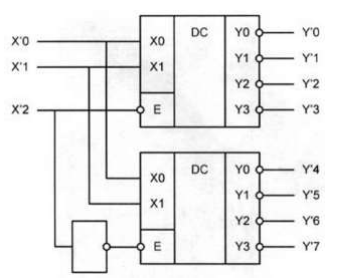 X'0 X0 DC Y0 Y'0
X'1 X1 Y1 Y'1
Y2 Y'2
X'2 E Y3 Y'3
X0 DC Y0 Y'4
X1 Y1 Y'5
Y2 Y'6
E Y3 Y'7